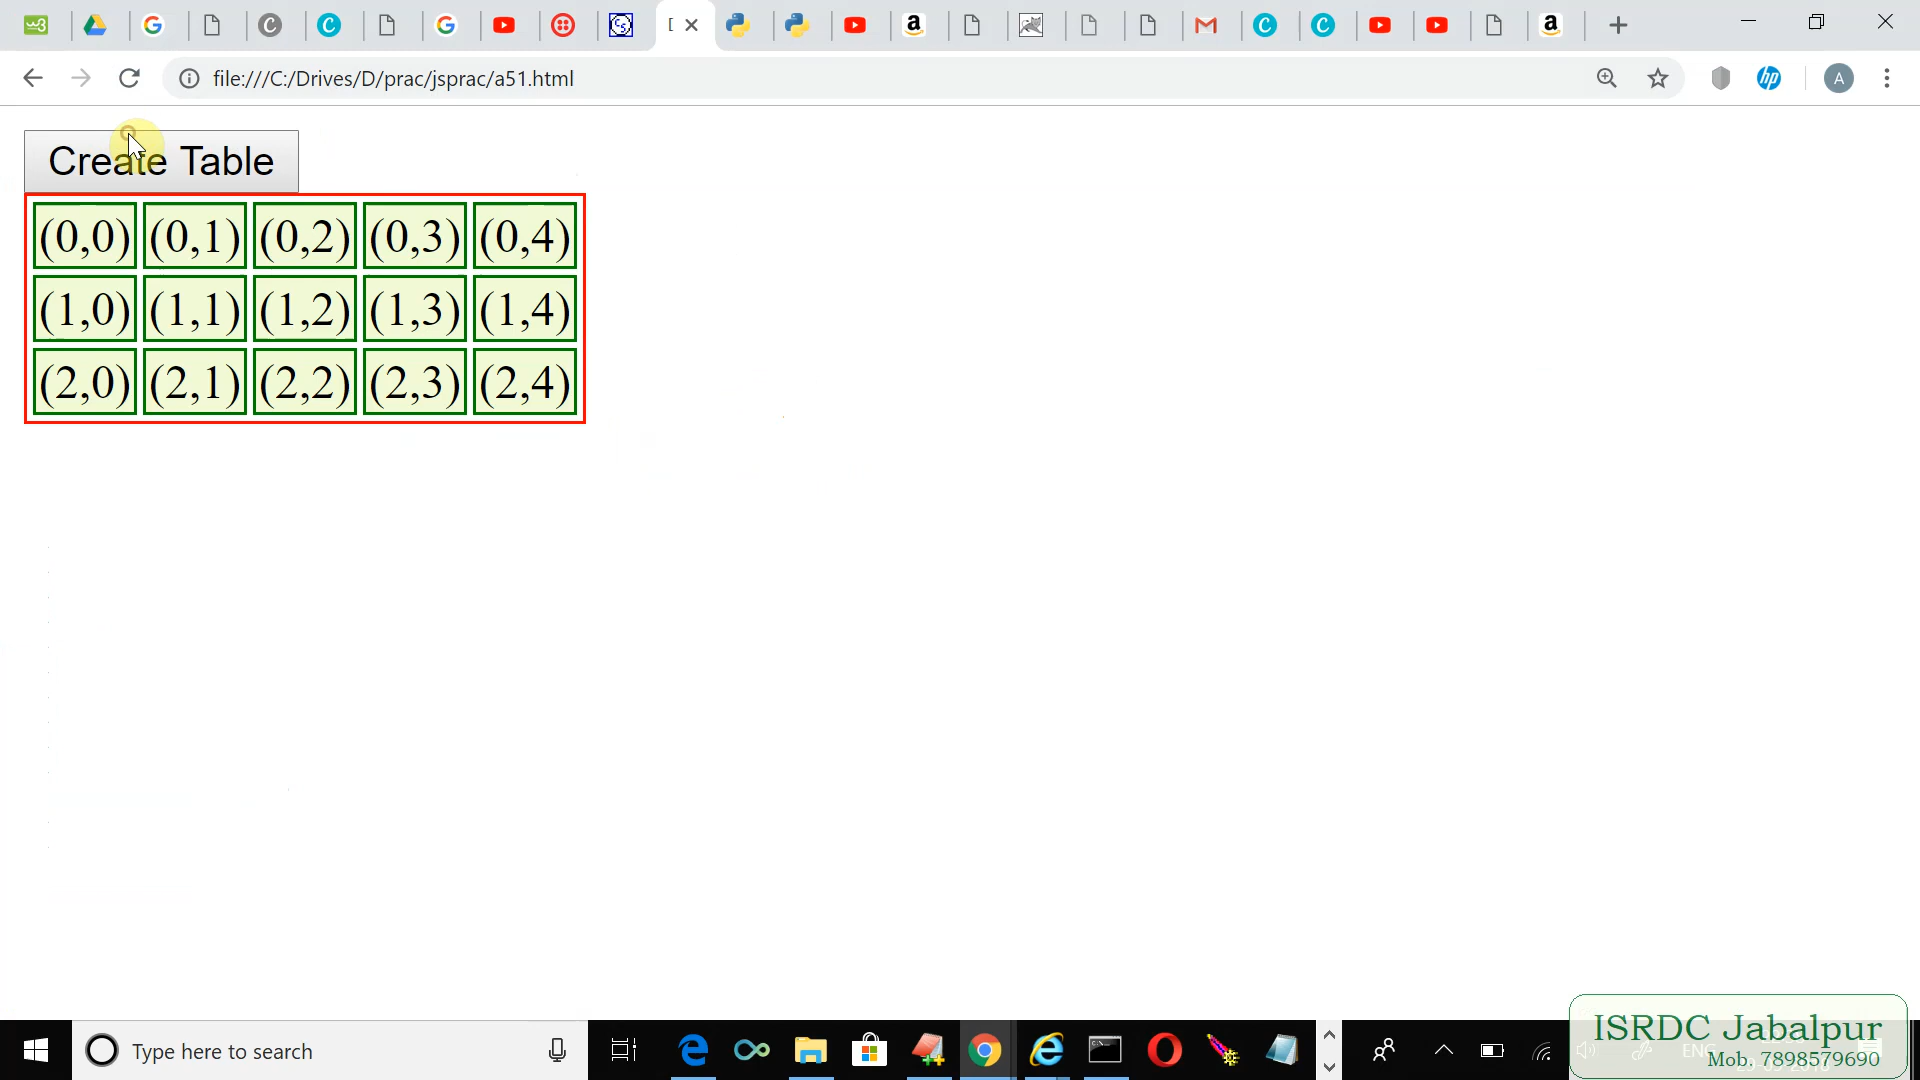 file:///C:/Drives/D/prac/jsprac/a51.html
A
Create Table
(0,0) (0,1) (0,2) (0,3) (0,4)
(1,0) (1,1) (1,2) (1,3) (1,4)
(2,0) (2,1) (2,2) (2,3) (2,4)
Type here to search
ISRDC Jabalpur
Mob. 7898579690
ENG